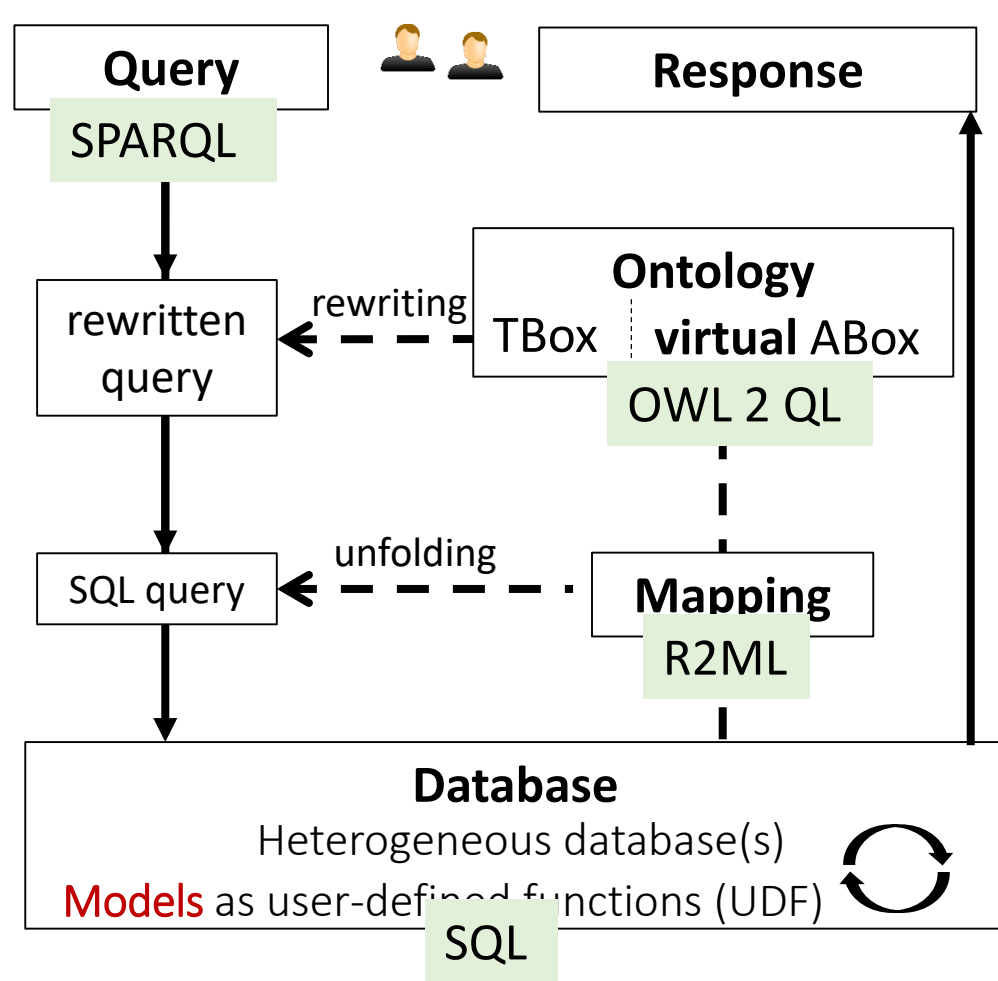 Query
SPARQL
Response
Ontology
TBox
virtual ABox
OWL 2 QL
rewriting
rewritten
query
unfolding
SQL query
Mapping
R2ML
Database
Heterogeneous database(s)
Models as user-defined functions (UDF)
SQL